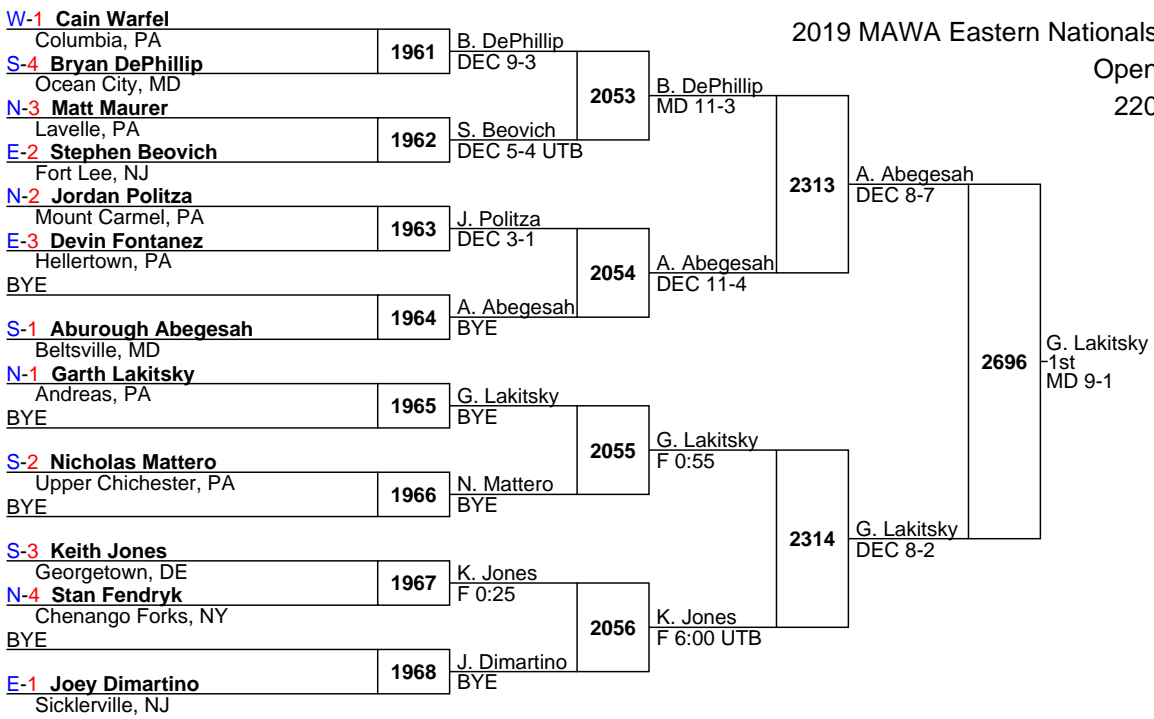 2019 MAWA Eastern Nationals
Open
220
W-1 Cain Warfel
Columbia, PA
S-4 Bryan DePhillip
Ocean City, MD
N-3 Matt Maurer
Lavelle, PA
E-2 Stephen Beovich
Fort Lee, NJ
N-2 Jordan Politza
Mount Carmel, PA
E-3 Devin Fontanez
Hellertown, PA
BYE
S-1 Aburough Abegesah
Beltsville, MD
N-1 Garth Lakitsky
Andreas, PA
BYE
S-2 Nicholas Mattero
Upper Chichester, PA
BYE
S-3 Keith Jones
Georgetown, DE
N-4 Stan Fendryk
Chenango Forks, NY
BYE
E-1 Joey Dimartino
Sicklerville, NJ
1961
1962
1963
1964
1965
1966
1967
1968
B. DePhillip
DEC 9-3
S. Beovich
DEC 5-4 UTB
J. Politza
DEC 3-1
A. Abegesah
BYE
G. Lakitsky
BYE
N. Mattero
BYE
K. Jones
F 0:25
J. Dimartino
BYE
2053
2054
2055
2056
B. DePhillip
MD 11-3
A. Abegesah
DEC 11-4
G. Lakitsky
F 0:55
K. Jones
F 6:00 UTB
2313
2314
A. Abegesah
DEC 8-7
G. Lakitsky
DEC 8-2
2696
G. Lakitsky
1st
MD 9-1